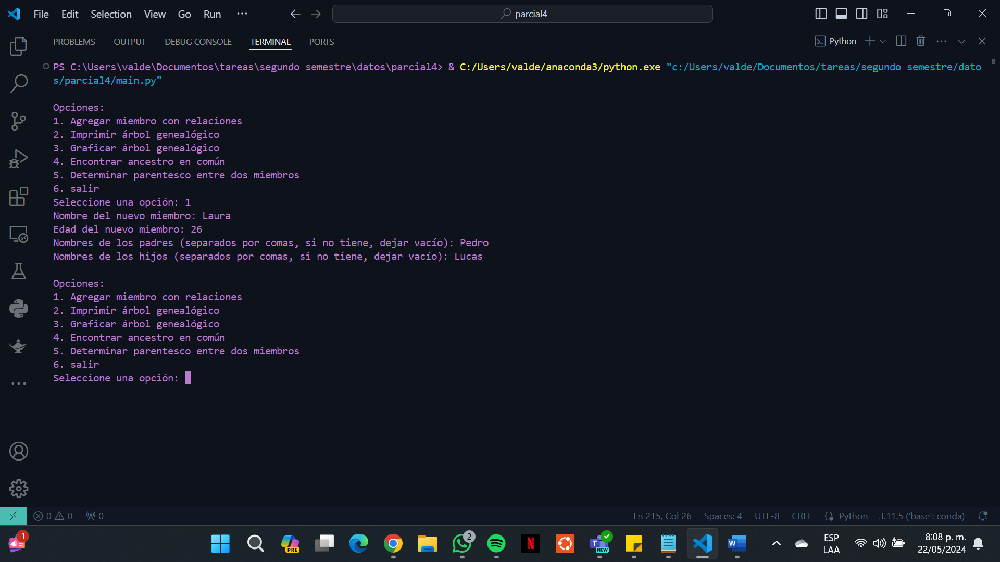 File Edit Selection View Go Run ··· parcial4
PROBLEMS OUTPUT DEBUG CONSOLE TERMINAL PORTS Python
PS C:\Users\valde\Documentos\tareas\segundo semestre\datos\parcial4> & C:/Users/valde/anaconda3/python.exe "c:/Users/valde/Documentos/tareas/segundo semestre/dato
s/parcial4/main.py"
Opciones:
1. Agregar miembro con relaciones
2. Imprimir árbol genealógico
3. Graficar árbol genealógico
4. Encontrar ancestro en común
5. Determinar parentesco entre dos miembros
6. salir
Seleccione una opción: 1
Nombre del nuevo miembro: Laura
Edad del nuevo miembro: 26
Nombres de los padres (separados por comas, si no tiene, dejar vacío): Pedro
Nombres de los hijos (separados por comas, si no tiene, dejar vacío): Lucas
Opciones:
1. Agregar miembro con relaciones
2. Imprimir árbol genealógico
3. Graficar árbol genealógico
4. Encontrar ancestro en común
5. Determinar parentesco entre dos miembros
6. salir
Seleccione una opción:
0 0 0 Ln 215, Col 26 Spaces: 4 UTF-8 CRLF Python 3.11.5 ('base': conda)
1 PRE 2 N T NEW W ESP 8:08 p. m.
LAA 22/05/2024